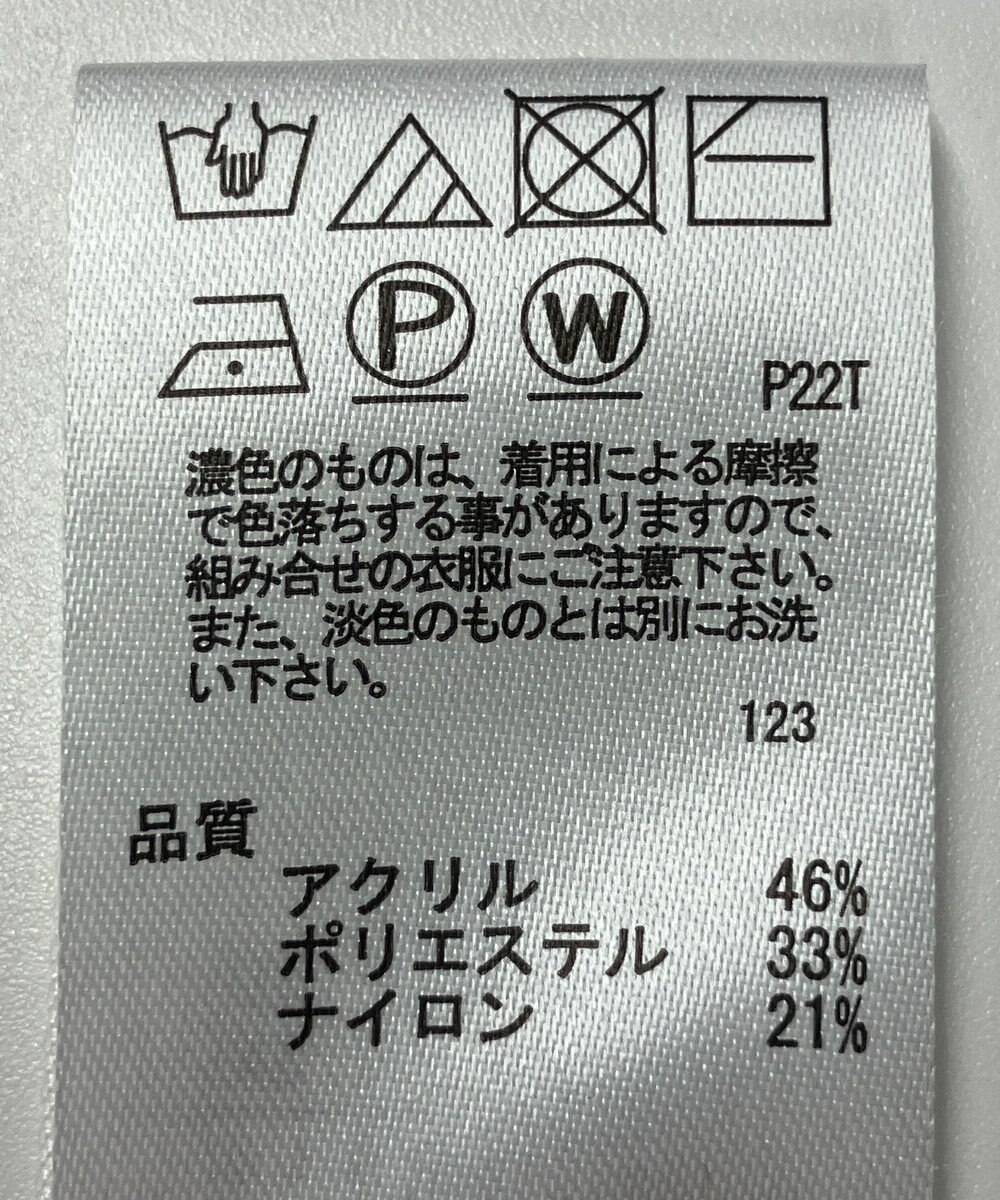 P W
P22T
濃色のものは、着用による摩擦
で色落ちする事がありますので、
組み合せの衣服にご注意下さい。
また、淡色のものとは別にお洗
い下さい。
123
品質
アクリル 46%
ポリエステル 33%
ナイロン 21%